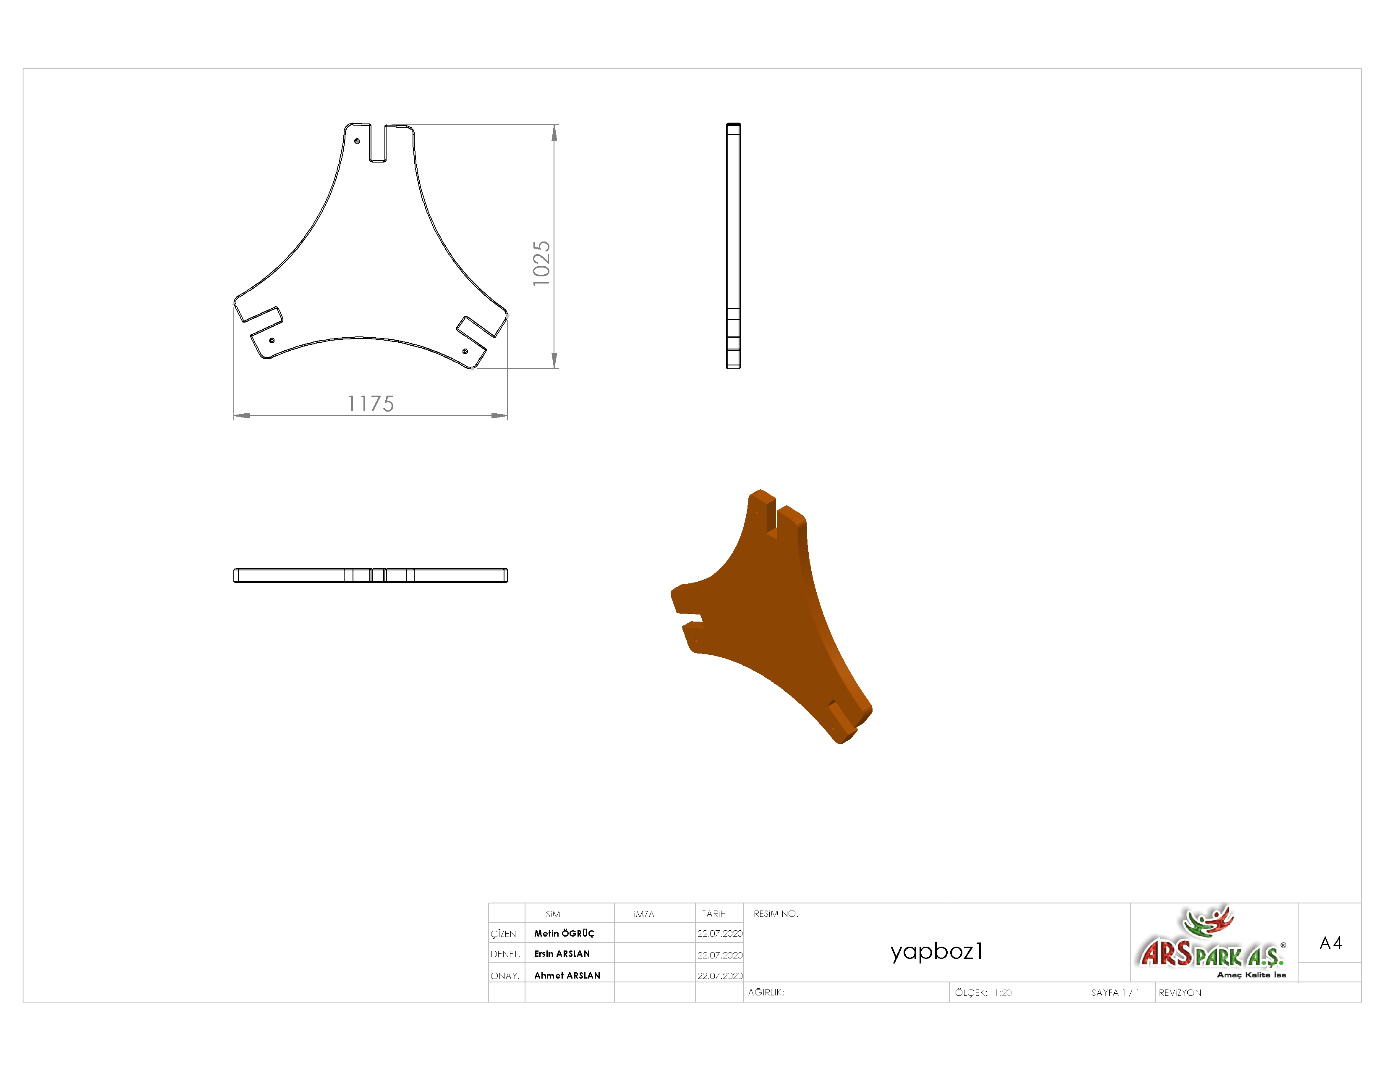 1025
1175
İSİM İMZA TARİH RESİM NO.
ÇİZEN Metin ÖGRÜÇ 22.07.2020
DENET. Ersin ARSLAN 22.07.2020
ONAY. Ahmet ARSLAN 22.07.2020
yapboz1
ARSPARK A.Ş.®
Amaç Kalite İse
A4
AĞIRLIK: ÖLÇEK: 1:20 SAYFA 1 / 1 REVİZYON